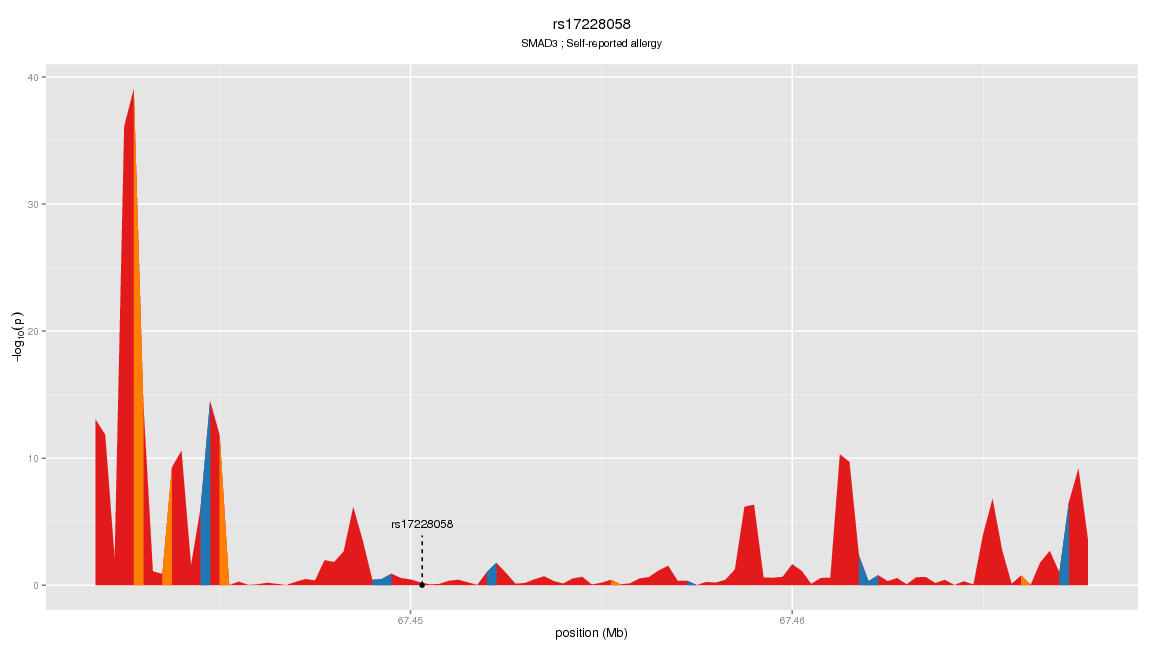 rs17228058
SMAD3 ; Self-reported allergy
40
30
20
10
0
−log10(p)
rs17228058
67.45
67.46
position (Mb)